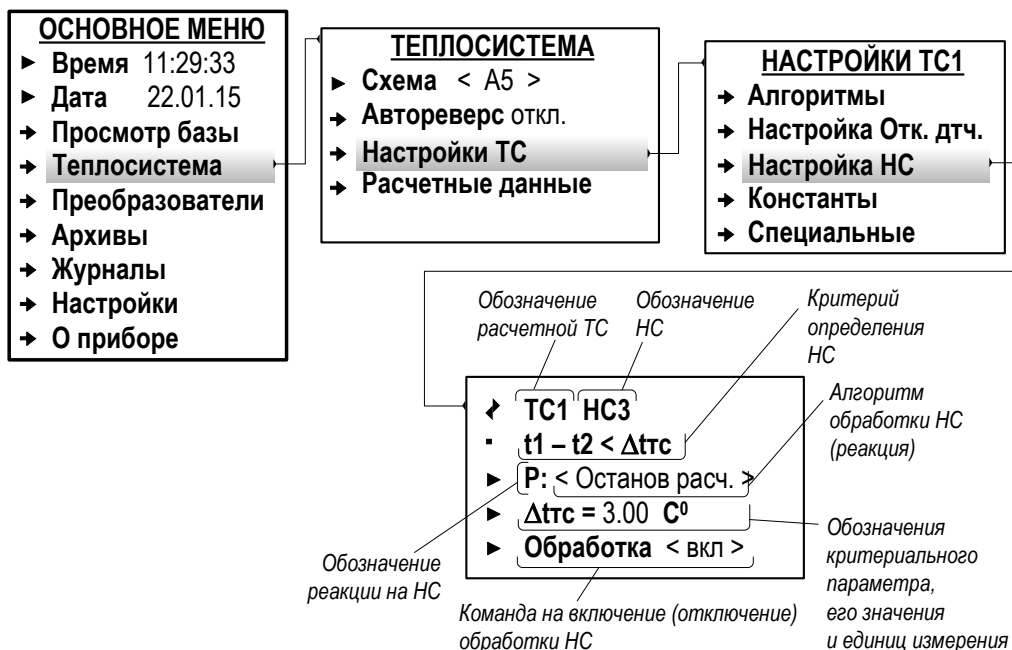 ОСНОВНОЕ МЕНЮ
Время 11:29:33
Дата 22.01.15
Просмотр базы
Теплосистема
Преобразователи
Архивы
Журналы
Настройки
О приборе
ТЕПЛОСИСТЕМА
Схема < А5 >
Автореверс откл.
Настройки ТС
Расчетные данные
НАСТРОЙКИ ТС1
Алгоритмы
Настройка Отк. дтч.
Настройка НС
Константы
Специальные
Обозначение
расчетной ТС
Обозначение
НС
Критерий
определения
НС
Алгоритм
обработки НС
(реакция)
ТС1 НС3
t1 – t2 < Δtтс
Р: < Останов расч. >
Δtтс = 3.00 С⁰
Обработка < вкл >
Обозначение
реакции на НС
Команда на включение (отключение)
обработки НС
Обозначения
критериального
параметра,
его значения
и единиц измерения